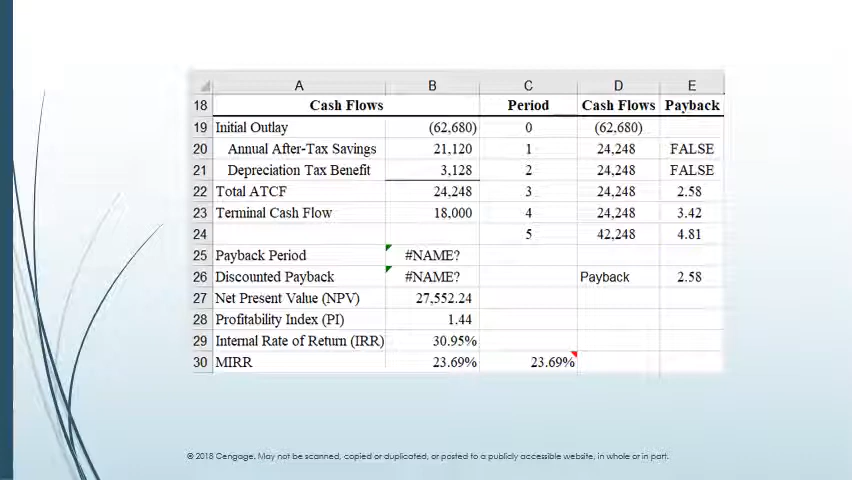 A B C D E
18 Cash Flows Period Cash Flows Payback
19 Initial Outlay (62,680) 0 (62,680)
20 Annual After-Tax Savings 21,120 1 24,248 FALSE
21 Depreciation Tax Benefit 3,128 2 24,248 FALSE
22 Total ATCF 24,248 3 24,248 2.58
23 Terminal Cash Flow 18,000 4 24,248 3.42
24 5 42,248 4.81
25 Payback Period #NAME?
26 Discounted Payback #NAME? Payback 2.58
27 Net Present Value (NPV) 27,552.24
28 Profitability Index (PI) 1.44
29 Internal Rate of Return (IRR) 30.95%
30 MIRR 23.69% 23.69%
© 2018 Cengage. May not be scanned, copied or duplicated, or posted to a publicly accessible website, in whole or in part.